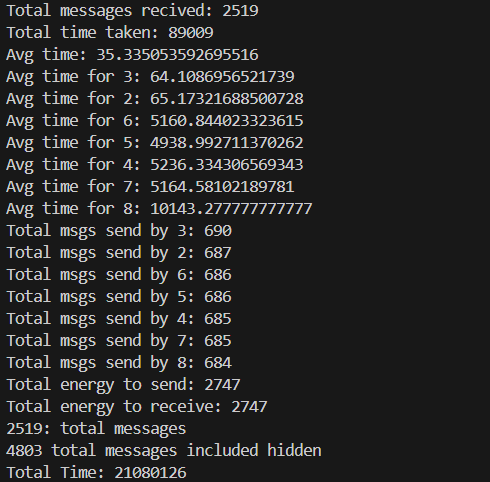 Total messages recived: 2519
Total time taken: 89009
Avg time: 35.335053592695516
Avg time for 3: 64.1086956521739
Avg time for 2: 65.17321688500728
Avg time for 6: 5160.844023323615
Avg time for 5: 4938.992711370262
Avg time for 4: 5236.334306569343
Avg time for 7: 5164.58102189781
Avg time for 8: 10143.277777777777
Total msgs send by 3: 690
Total msgs send by 2: 687
Total msgs send by 6: 686
Total msgs send by 5: 686
Total msgs send by 4: 685
Total msgs send by 7: 685
Total msgs send by 8: 684
Total energy to send: 2747
Total energy to receive: 2747
2519: total messages
4803 total messages included hidden
Total Time: 21080126